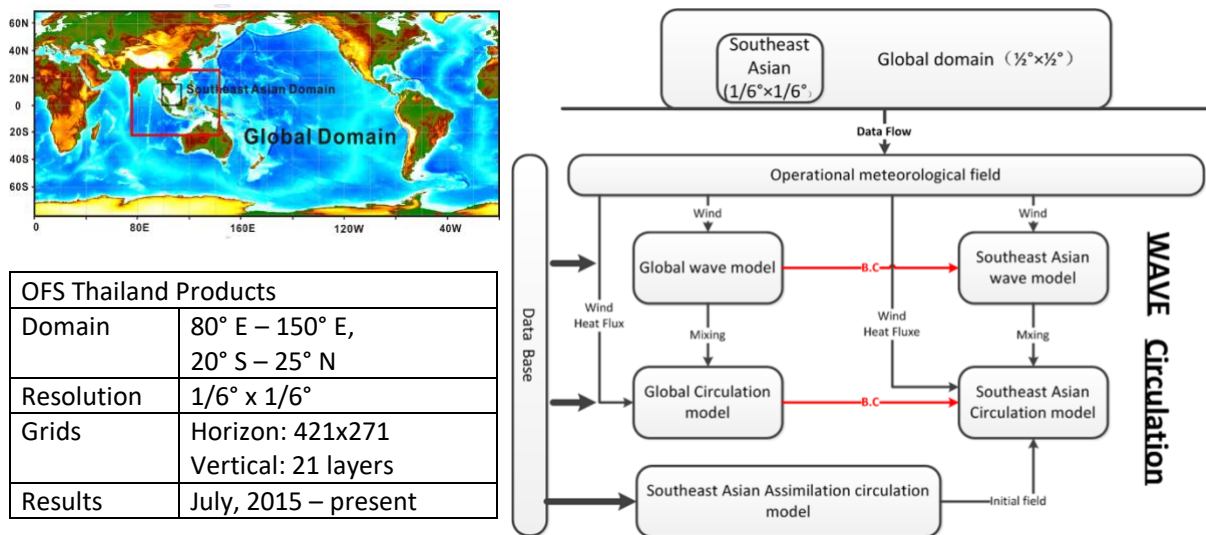 60N
40N
20N
0
20S
40S
60S
Southeast Asian Domain
Global Domain
0
80E
160E
120W
40W
OFS Thailand Products
Domain
80° E – 150° E,
20° S – 25° N
Resolution
1/6° x 1/6°
Grids
Horizon: 421x271
Vertical: 21 layers
Results
July, 2015 – present
Southeast
Asian
(1/6°×1/6°)
Global domain（½°×½°）
Data Flow
Operational meteorological field
Data Base
Wind
Wind
Global wave model
B.C
Southeast Asian
wave model
Wind
Heat Flux
Mixing
Wind
Heat Fluxe
Mxing
Global Circulation
model
B.C
Southeast Asian
Circulation model
Southeast Asian Assimilation circulation
model
Initial field
WAVE Circulation